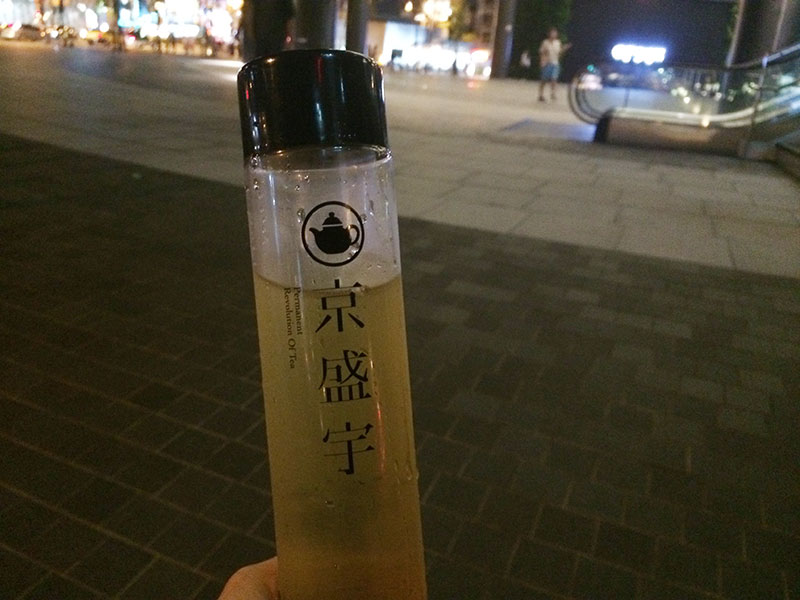 京盛宇
Permanent
Revolution Of Tea